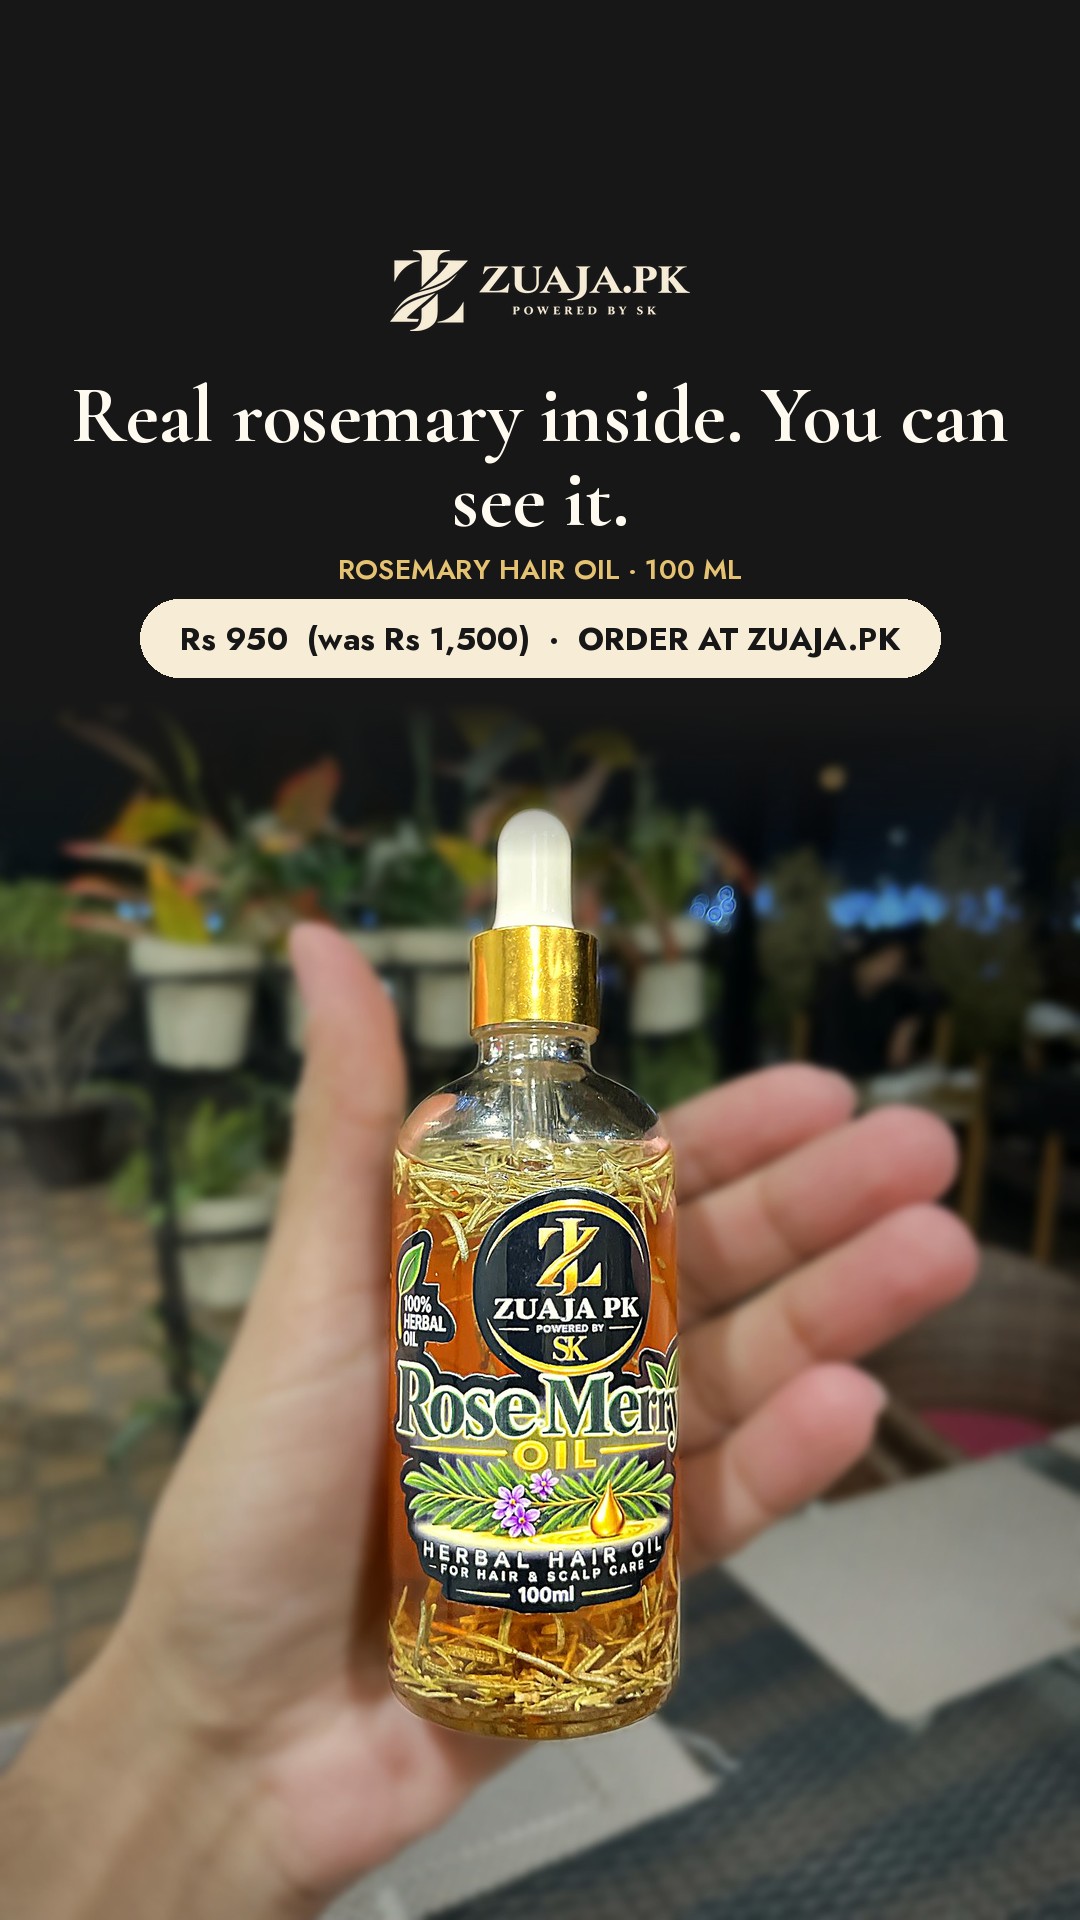 ZUAJA.PK
POWERED BY SK
Real rosemary inside. You can
see it.
ROSEMARY HAIR OIL · 100 ML
Rs 950 (was Rs 1,500) · ORDER AT ZUAJA.PK
ZUAJA PK
POWERED BY
SK
100%
HERBAL
OIL
RoseMerry
OIL
HERBAL HAIR OIL
FOR HAIR & SCALP CARE
100ml